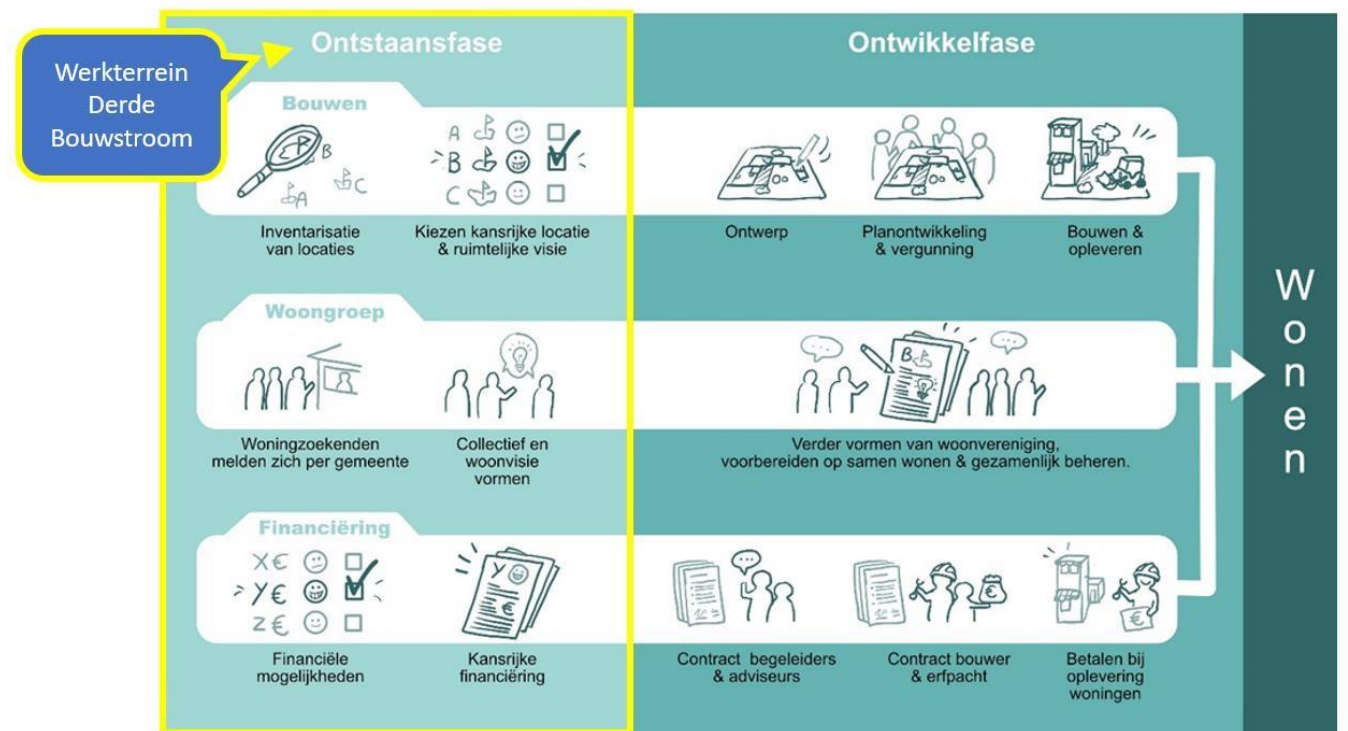 Werkterrein
Derde
Bouwstroom
Ontstaansfase
Ontwikkelfase
Bouwen
B
A
C
A
B
C
Inventarisatie
van locaties
Kiezen kansrijke locatie
& ruimtelijke visie
Ontwerp
Planontwikkeling
& vergunning
Bouwen &
opleveren
Woongroep
B
Woningzoekenden
melden zich per gemeente
Collectief en
woonvisie
vormen
Verder vormen van woonvereniging,
voorbereiden op samen wonen & gezamenlijk beheren.
Financiëring
X €
Y €
Z €
Y
€
€
€
Financiële
mogelijkheden
Kansrijke
financiëring
Contract begeleiders
& adviseurs
Contract bouwer
& erfpacht
Betalen bij
oplevering
woningen
Wonen